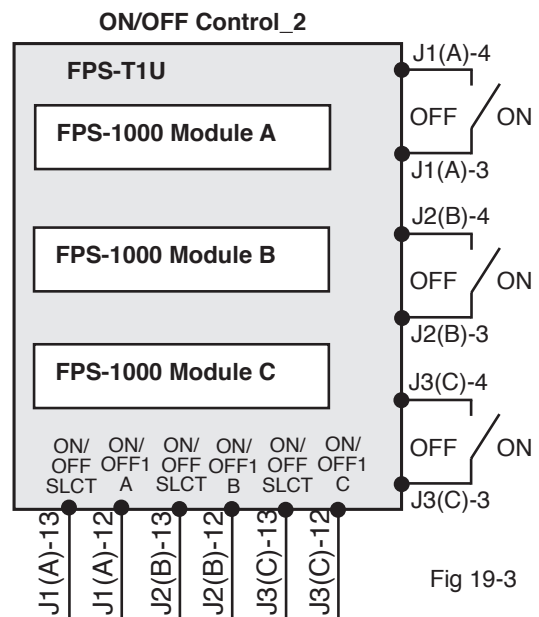 ON/OFF Control_2
FPS-T1U
FPS-1000 Module A
FPS-1000 Module B
FPS-1000 Module C
J1(A)-4
OFF ON
J1(A)-3
J2(B)-4
OFF ON
J2(B)-3
J3(C)-4
OFF ON
J3(C)-3
ON/
OFF
SLCT
ON/
OFF1
A
ON/
OFF
SLCT
ON/
OFF1
B
ON/
OFF
SLCT
ON/
OFF1
C
J1(A)-13
J1(A)-12
J2(B)-13
J2(B)-12
J3(C)-13
J3(C)-12
Fig 19-3